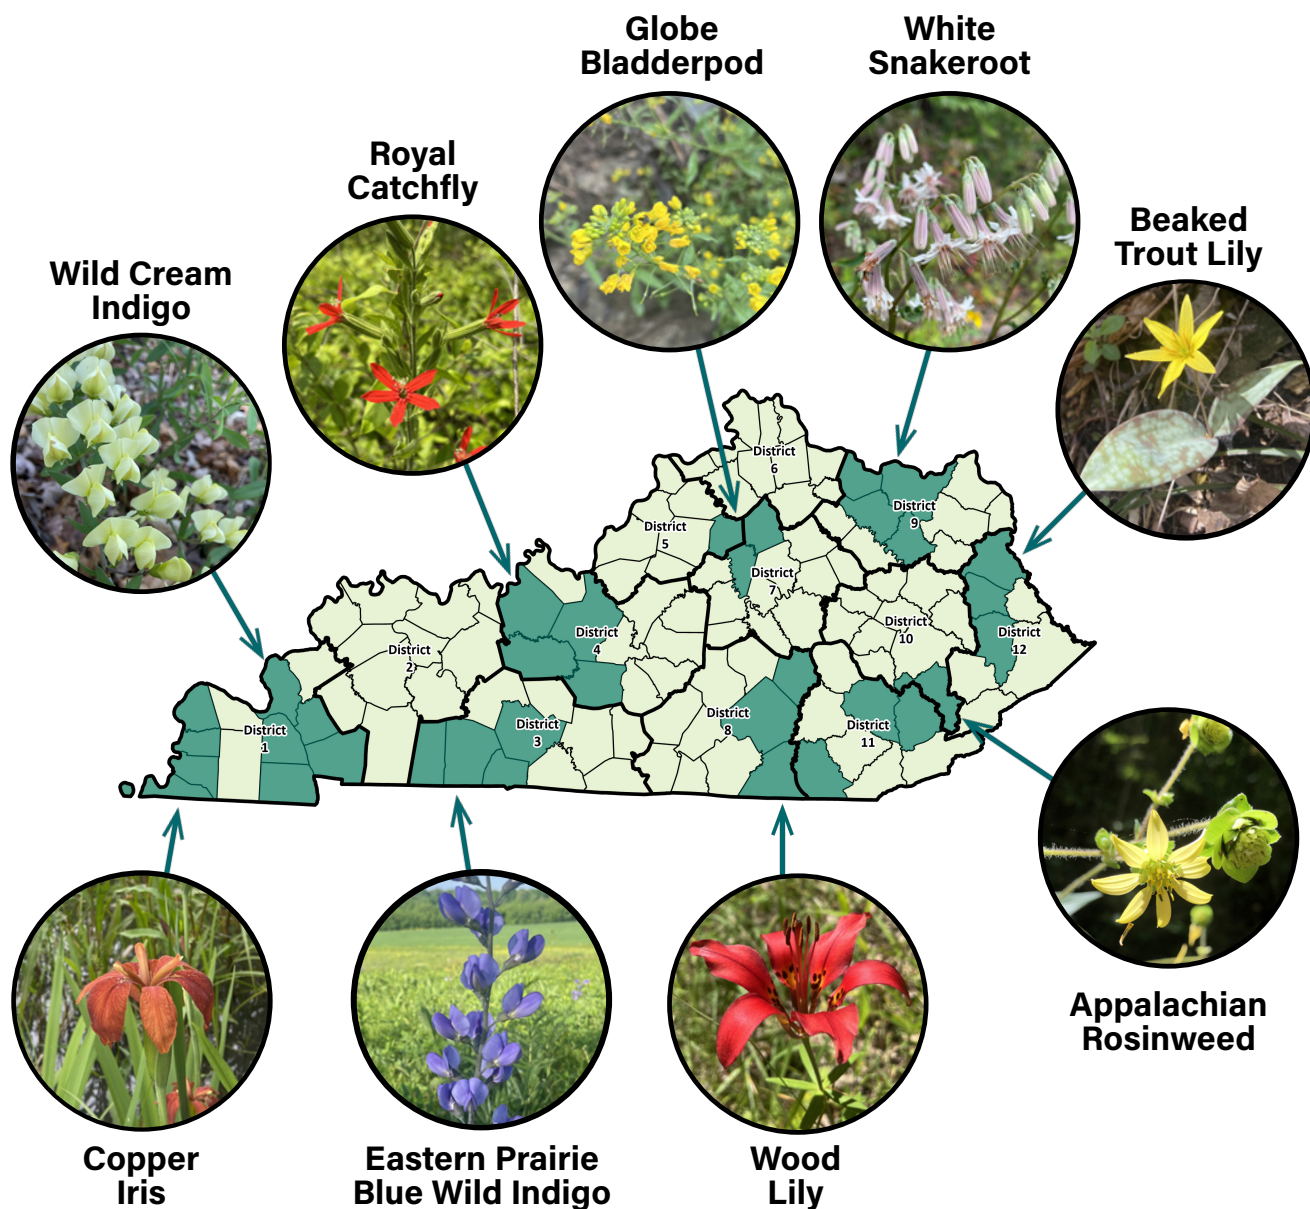 Globe
Bladderpod
White
Snakeroot
Royal
Catchfly
Beaked
Trout Lily
Wild Cream
Indigo
District
6
District
9
District
5
District
7
District
10
District
4
District
12
District
2
District
8
District
3
District
11
District
1
Appalachian
Rosinweed
Copper
Iris
Eastern Prairie
Blue Wild Indigo
Wood
Lily